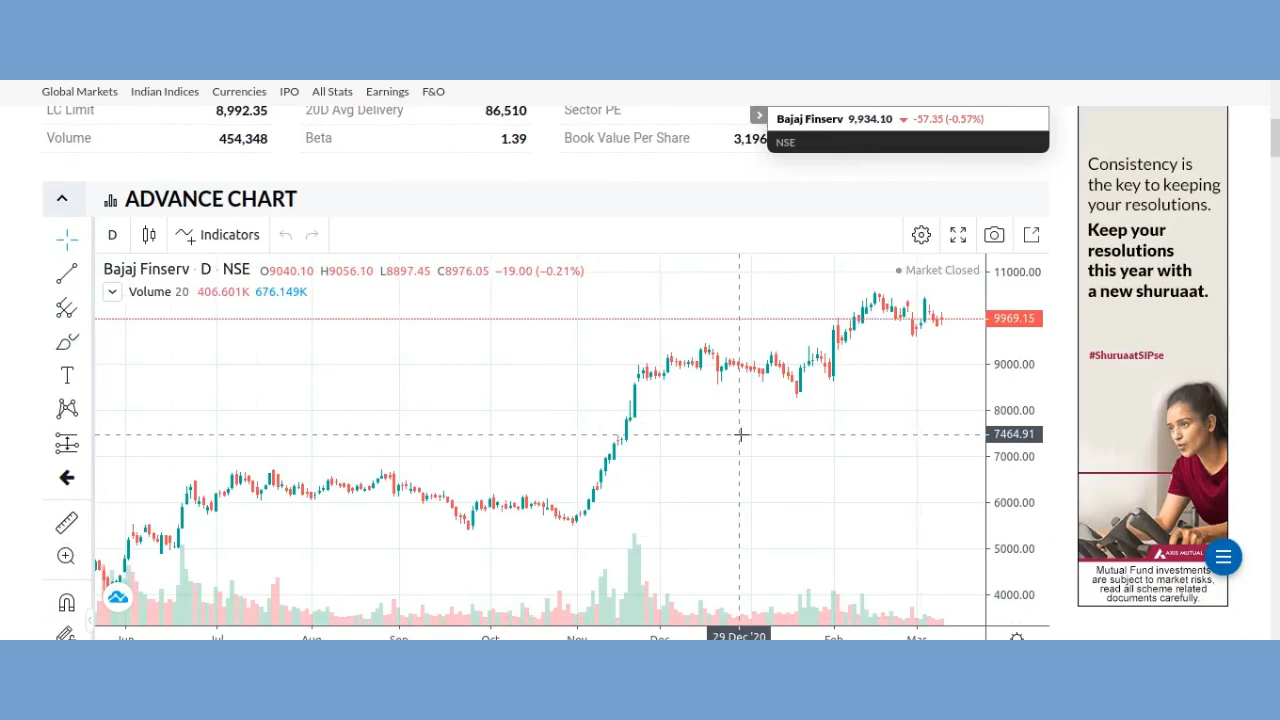 Global Markets Indian Indices Currencies IPO All Stats Earnings F&O
LC Limit 8,992.35 20D Avg Delivery 86,510 Sector PE
Bajaj Finserv 9,934.10 -57.35 (-0.57%)
Volume 454,348 Beta 1.39 Book Value Per Share 3,196
NSE
ADVANCE CHART
D Indicators
Bajaj Finserv · D · NSE O9040.10 H9056.10 L8897.45 C8976.05 −19.00 (−0.21%)
Market Closed
Volume 20 406.601K 676.149K
11000.00
9969.15
9000.00
8000.00
7464.91
7000.00
6000.00
5000.00
4000.00
Jun Jul Aug Sep Oct Nov Dec 29 Dec '20 Feb Mar
Consistency is
the key to keeping
your resolutions.
Keep your
resolutions
this year with
a new shuruaat.
#ShuruaatSIPse
AXIS MUTUAL
Mutual Fund investments
are subject to market risks,
read all scheme related
documents carefully.